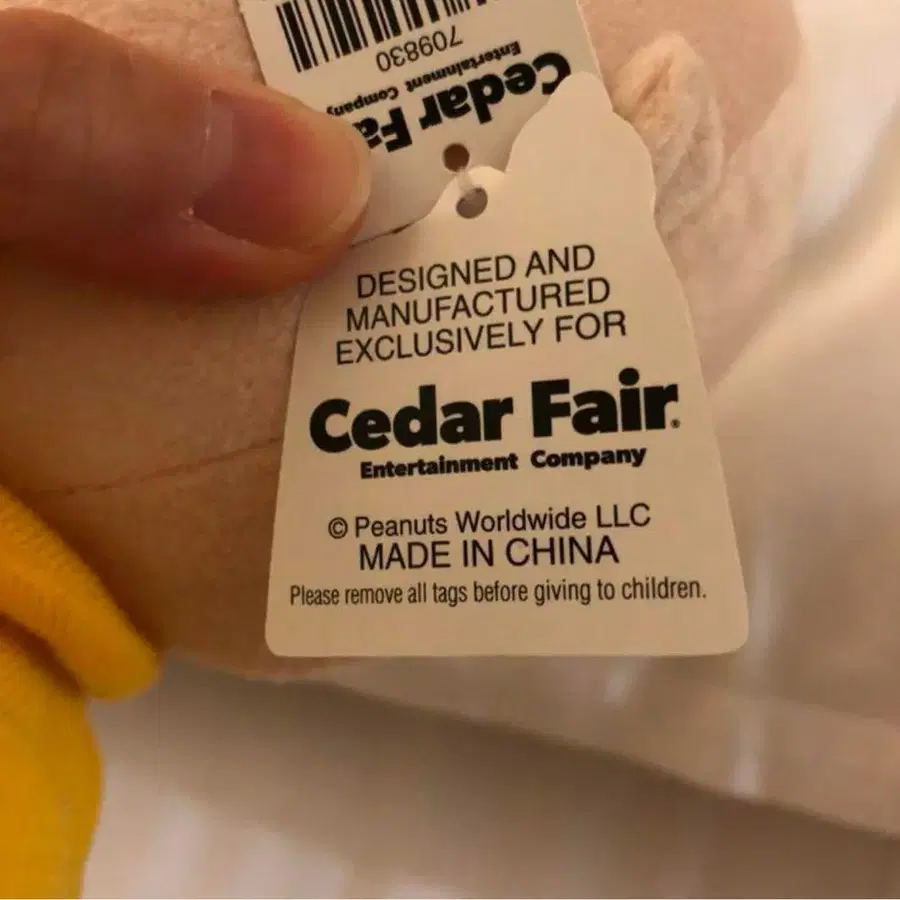 709830
Entertainment Company
Cedar Fa
DESIGNED AND
MANUFACTURED
EXCLUSIVELY FOR
Cedar Fair®
Entertainment Company
© Peanuts Worldwide LLC
MADE IN CHINA
Please remove all tags before giving to children.